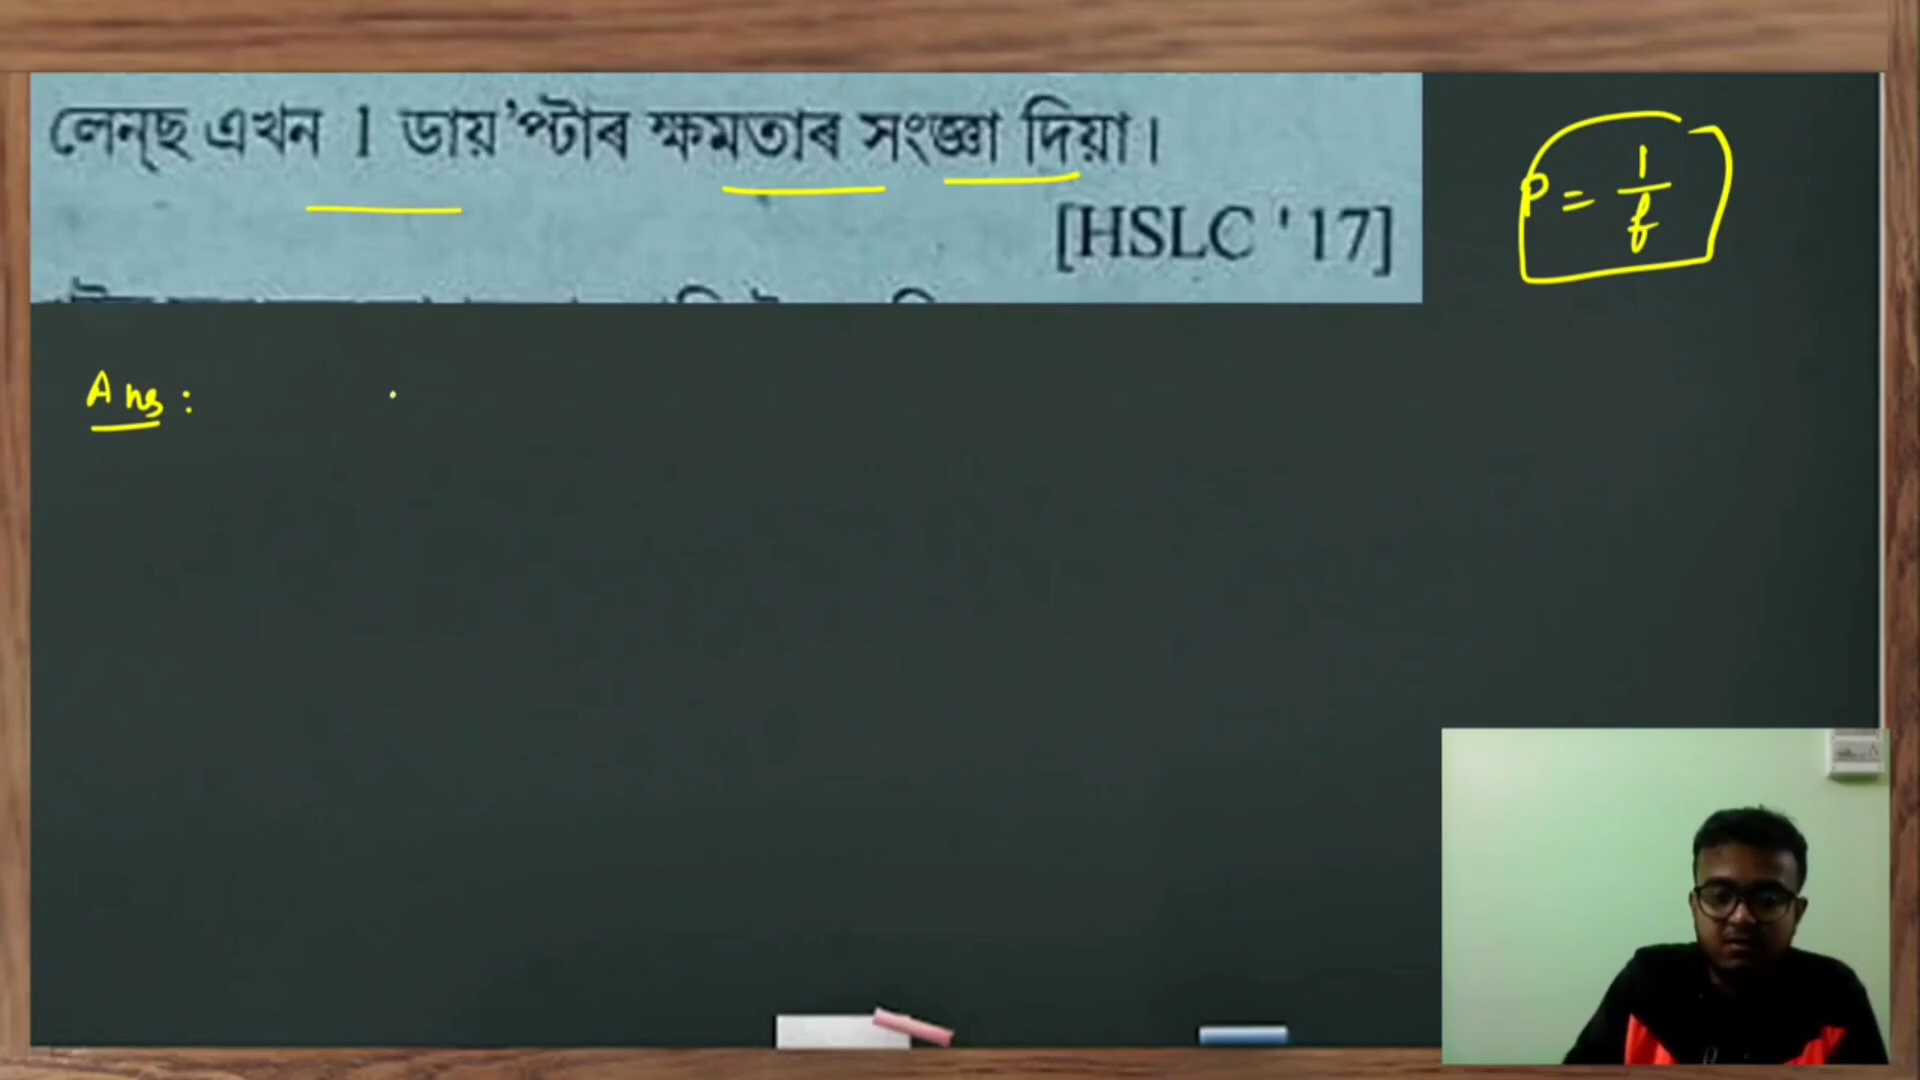 লেন্‌ছ এখন 1 ডায়'প্টাৰ ক্ষমতাৰ সংজ্ঞা দিয়া।
[HSLC '17]
P = 1/f
Ans :